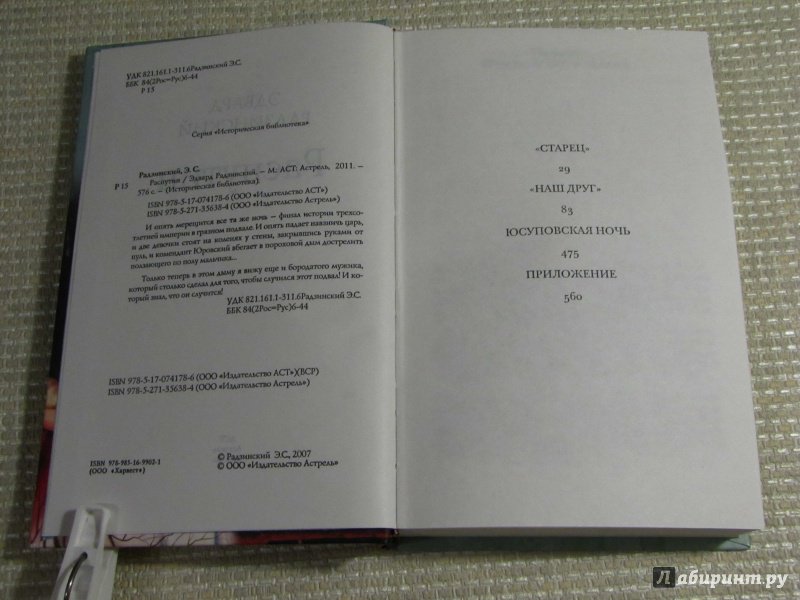 УДК 821.161.1-311.6Радзинский Э.С.
ББК 84(2Рос=Рус)6-44
Р 15
Серия «Историческая библиотека»
Радзинский, Э. С.
Р 15 Распутин / Эдвард Радзинский. – М.: АСТ: Астрель, 2011. –
576 с. – (Историческая библиотека).
ISBN 978-5-17-074178-6 (ООО «Издательство АСТ»)
ISBN 978-5-271-35638-4 (ООО «Издательство Астрель»)
И опять мерещится все та же ночь – финал истории трехсо-
тлетней империи в грязном подвале. И опять падает навзничь царь,
и две девочки стоят на коленях у стены, закрывшись руками от
пуль, и комендант Юровский вбегает в пороховой дым дострелить
ползающего по полу мальчика...
Только теперь в этом дыму я вижу еще и бородатого мужика,
который столько сделал для того, чтобы случился этот подвал! И ко-
торый знал, что он случится!
УДК 821.161.1-311.6Радзинский Э.С.
ББК 84(2Рос=Рус)6-44
ISBN 978-5-17-074178-6 (ООО «Издательство АСТ»)(ВСР)
ISBN 978-5-271-35638-4 (ООО «Издательство Астрель»)
ISBN 978-985-16-9902-1
(ООО «Харвест»)
© Радзинский Э.С., 2007
© ООО «Издательство Астрель»
«СТАРЕЦ»
29
«НАШ ДРУГ»
83
ЮСУПОВСКАЯ НОЧЬ
475
ПРИЛОЖЕНИЕ
560
Лабиринт.ру